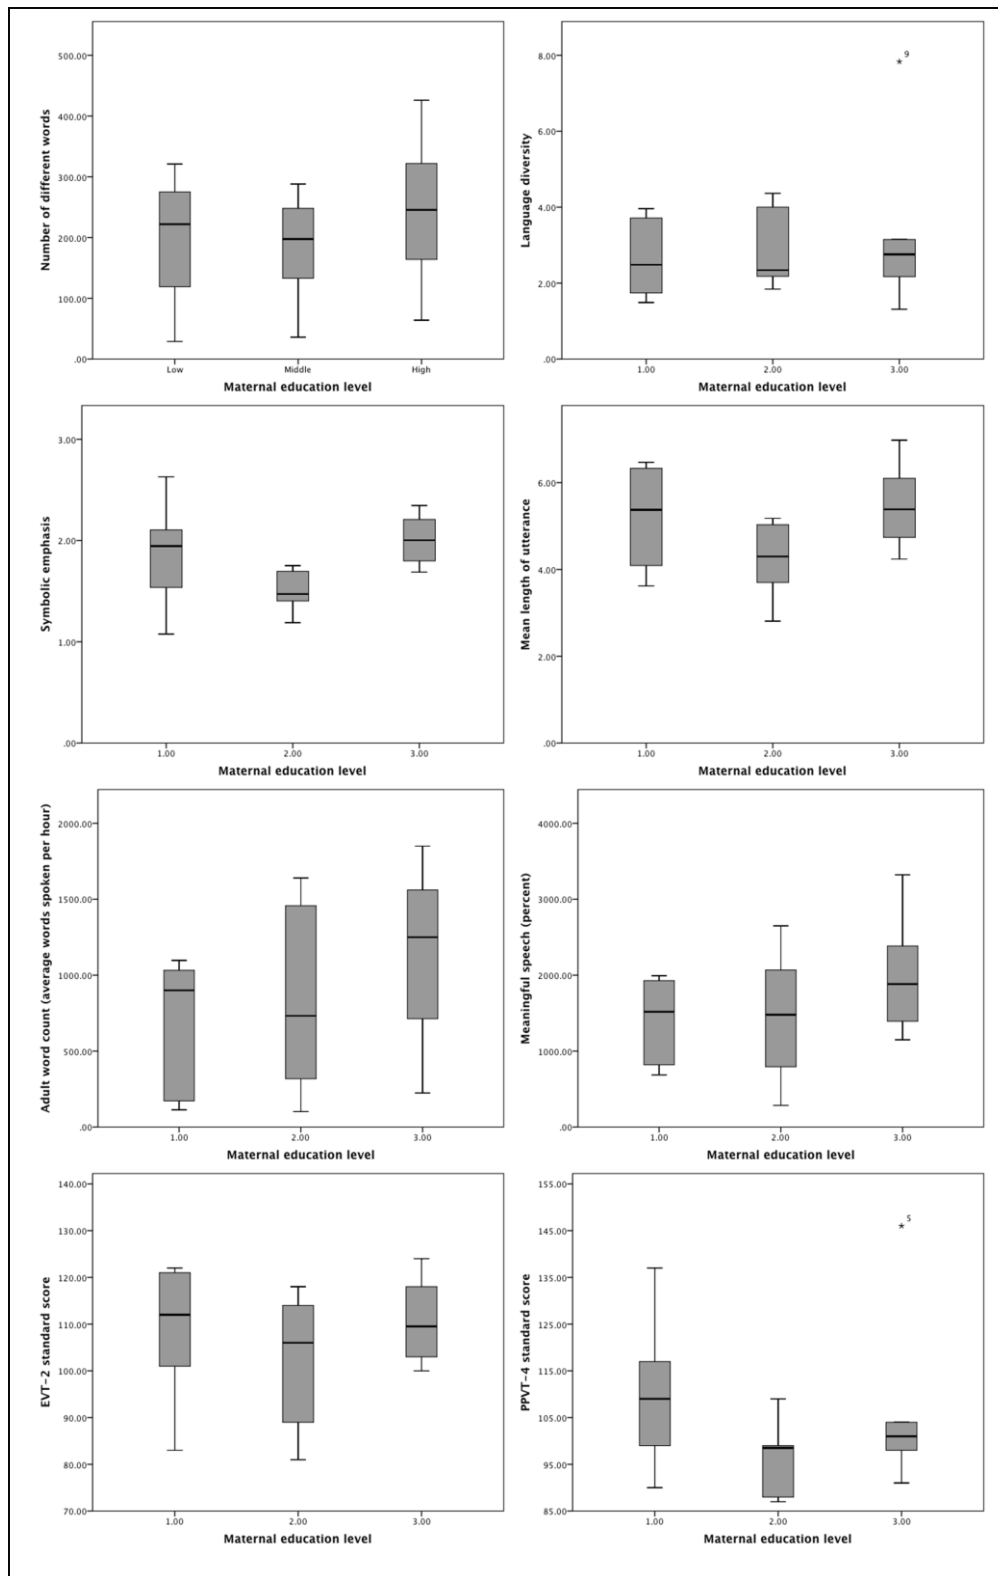 Number of different words
500.00
400.00
300.00
200.00
100.00
.00
Low Middle High
Maternal education level
Language diversity
8.00
6.00
4.00
2.00
.00
9
*
1.00 2.00 3.00
Maternal education level
Symbolic emphasis
3.00
2.00
1.00
.00
1.00 2.00 3.00
Maternal education level
Mean length of utterance
6.00
4.00
2.00
.00
1.00 2.00 3.00
Maternal education level
Adult word count (average words spoken per hour)
2000.00
1500.00
1000.00
500.00
.00
1.00 2.00 3.00
Maternal education level
Meaningful speech (percent)
4000.00
3000.00
2000.00
1000.00
.00
1.00 2.00 3.00
Maternal education level
EVT-2 standard score
140.00
130.00
120.00
110.00
100.00
90.00
80.00
70.00
1.00 2.00 3.00
Maternal education level
PPVT-4 standard score
155.00
145.00
135.00
125.00
115.00
105.00
95.00
85.00
5
*
1.00 2.00 3.00
Maternal education level